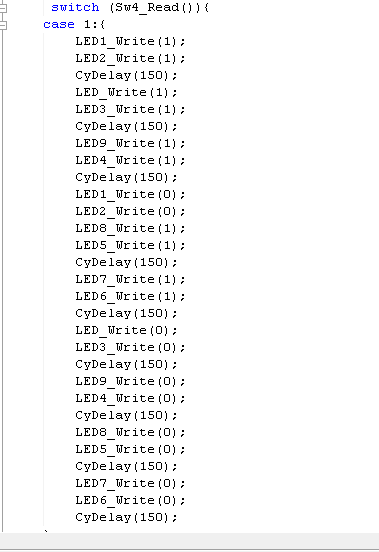 switch (Sw4_Read()){
case 1:{
LED1_Write(1);
LED2_Write(1);
CyDelay(150);
LED_Write(1);
LED3_Write(1);
CyDelay(150);
LED9_Write(1);
LED4_Write(1);
CyDelay(150);
LED1_Write(0);
LED2_Write(0);
LED8_Write(1);
LED5_Write(1);
CyDelay(150);
LED7_Write(1);
LED6_Write(1);
CyDelay(150);
LED_Write(0);
LED3_Write(0);
CyDelay(150);
LED9_Write(0);
LED4_Write(0);
CyDelay(150);
LED8_Write(0);
LED5_Write(0);
CyDelay(150);
LED7_Write(0);
LED6_Write(0);
CyDelay(150);